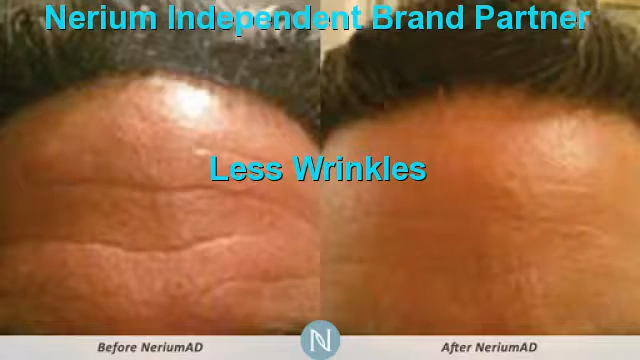 Nerium Independent Brand Partner
Less Wrinkles
Before NeriumAD
N
After NeriumAD